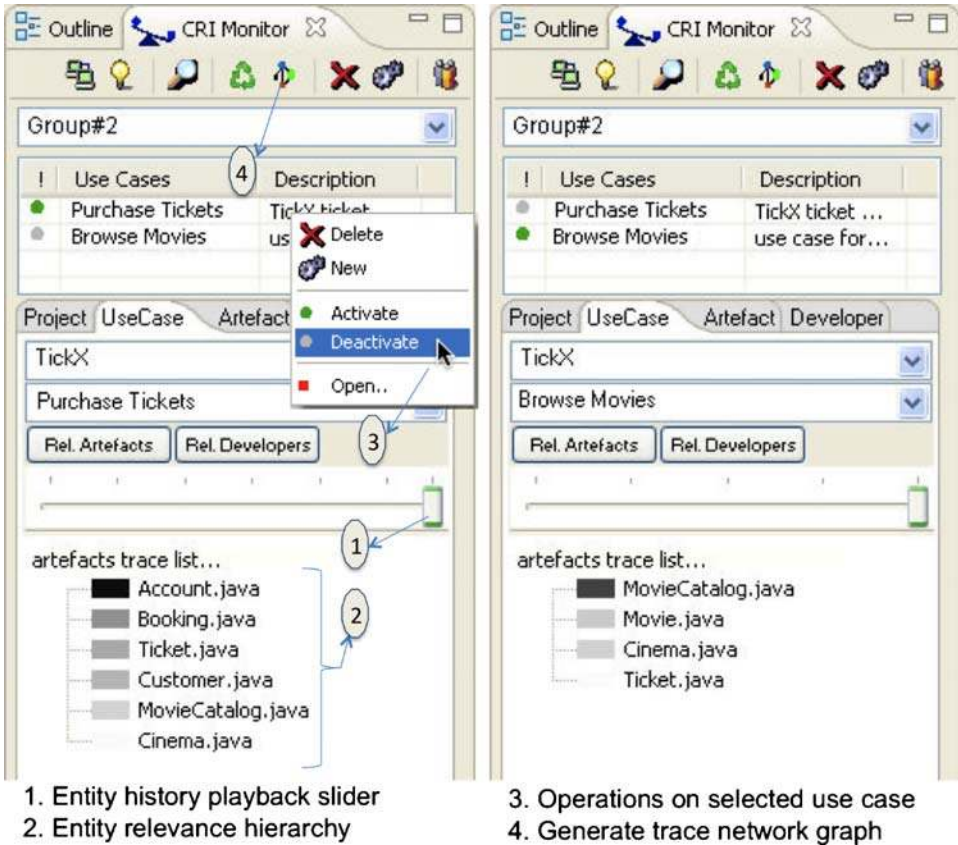 Outline CRI Monitor
Group#2
4
! Use Cases Description
Purchase Tickets TickX ticket
Browse Movies us
Delete
New
Activate
Deactivate
Open..
Project UseCase Artefact
TickX
Purchase Tickets
Rel. Artefacts Rel. Developers
3
1
artefacts trace list...
Account.java
Booking.java
Ticket.java
Customer.java
MovieCatalog.java
Cinema.java
2
1. Entity history playback slider
2. Entity relevance hierarchy
Outline CRI Monitor
Group#2
! Use Cases Description
Purchase Tickets TickX ticket ...
Browse Movies use case for...
Project UseCase Artefact Developer
TickX
Browse Movies
Rel. Artefacts Rel. Developers
artefacts trace list...
MovieCatalog.java
Movie.java
Cinema.java
Ticket.java
3. Operations on selected use case
4. Generate trace network graph